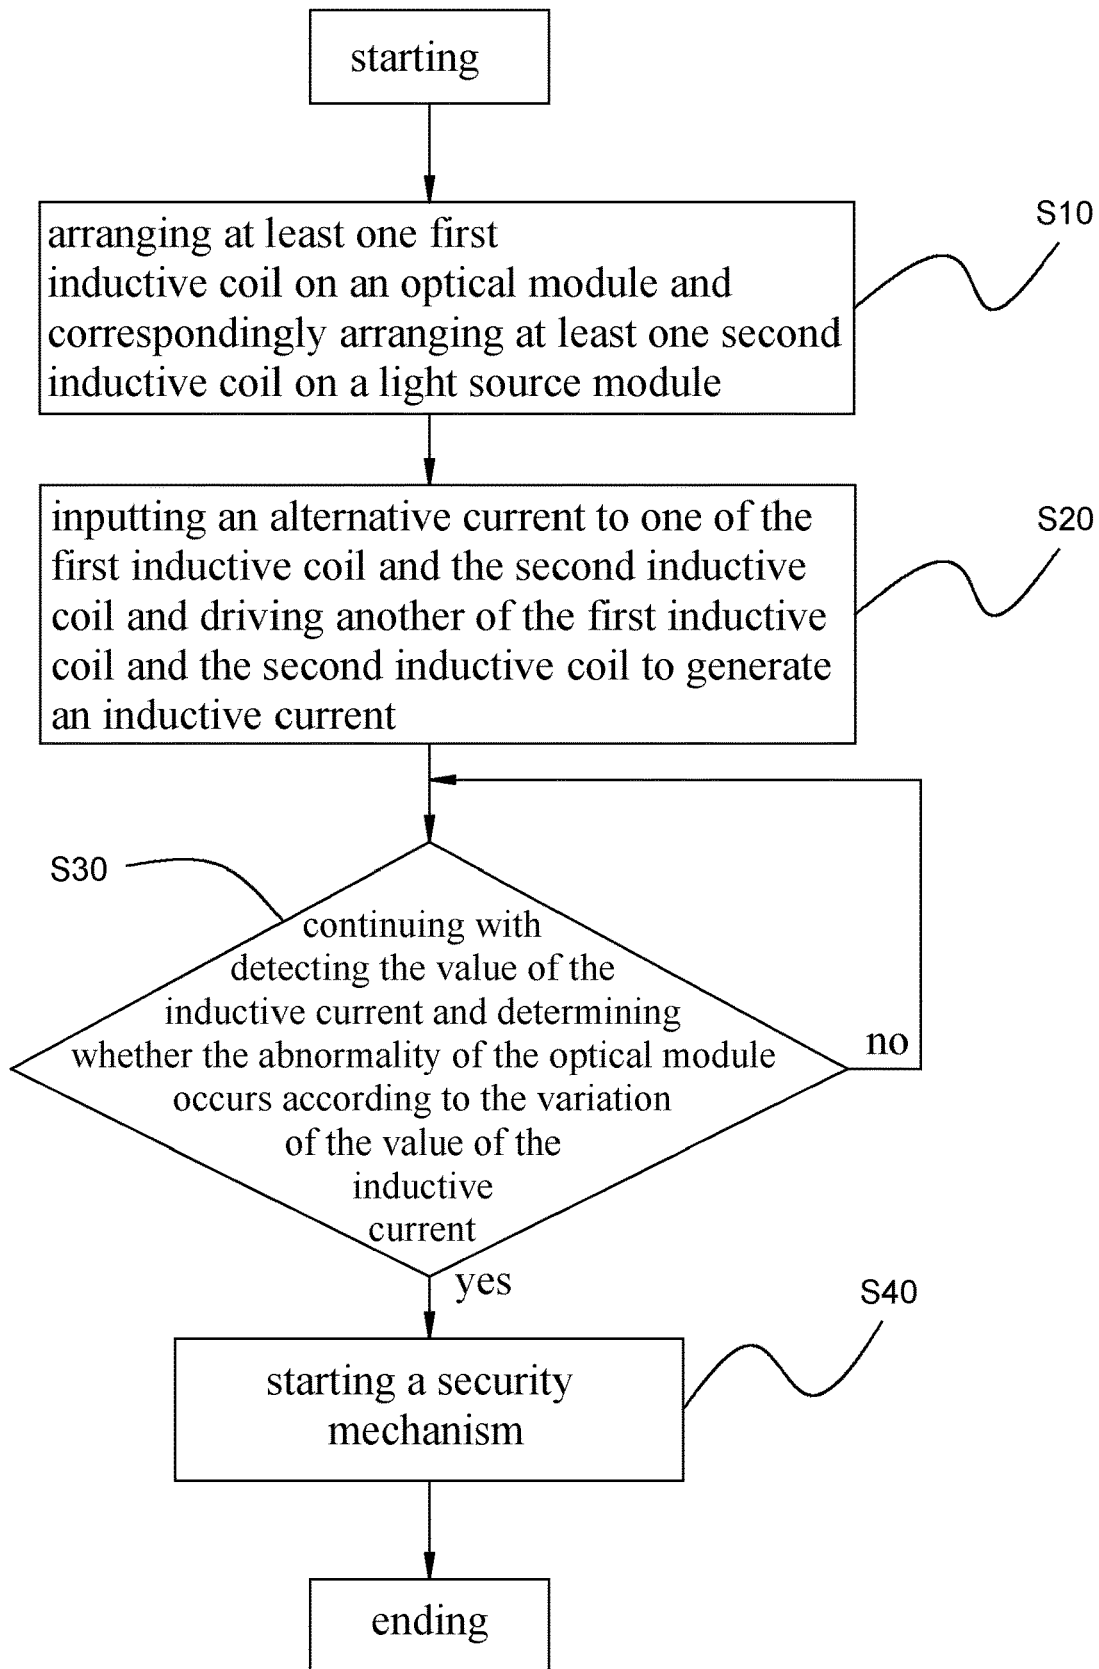 starting
S10
arranging at least one first
inductive coil on an optical module and
correspondingly arranging at least one second
inductive coil on a light source module
S20
inputting an alternative current to one of the
first inductive coil and the second inductive
coil and driving another of the first inductive
coil and the second inductive coil to generate
an inductive current
S30
continuing with
detecting the value of the
inductive current and determining
whether the abnormality of the optical module
occurs according to the variation
of the value of the
inductive
current
no
yes
S40
starting a security
mechanism
ending